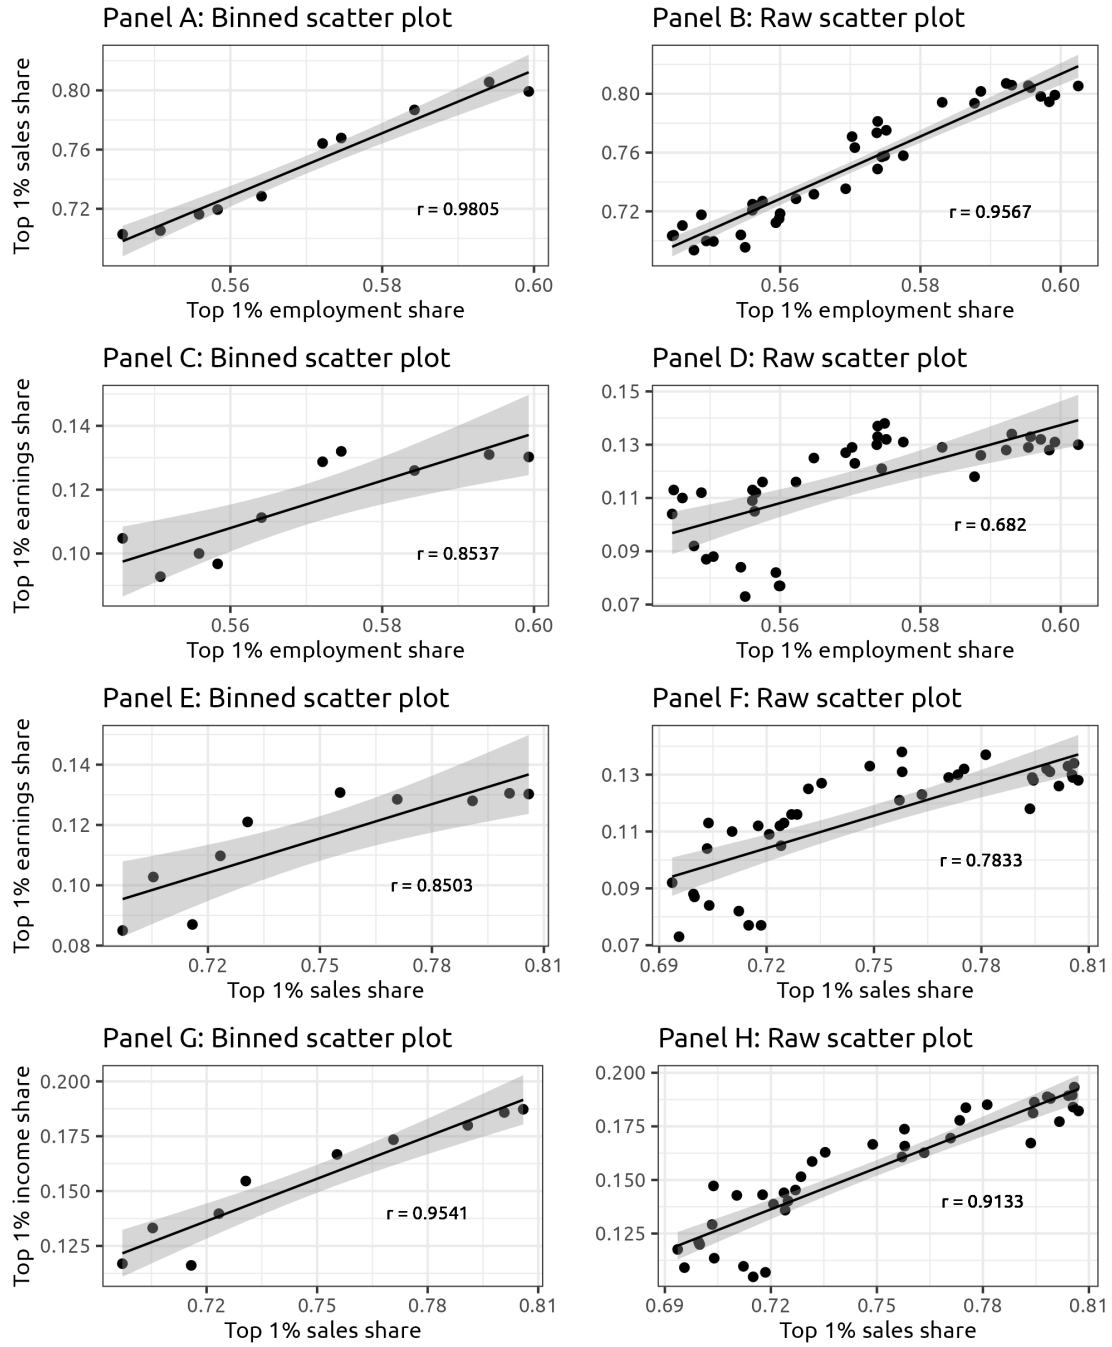 Panel A: Binned scatter plot
Top 1% sales share
0.80
0.76
0.72
r = 0.9805
0.56 0.58 0.60
Top 1% employment share
Panel B: Raw scatter plot
0.80
0.76
0.72
r = 0.9567
0.56 0.58 0.60
Top 1% employment share
Panel C: Binned scatter plot
Top 1% earnings share
0.14
0.12
0.10
r = 0.8537
0.56 0.58 0.60
Top 1% employment share
Panel D: Raw scatter plot
0.15
0.13
0.11
0.09
0.07
r = 0.682
0.56 0.58 0.60
Top 1% employment share
Panel E: Binned scatter plot
Top 1% earnings share
0.14
0.12
0.10
0.08
r = 0.8503
0.72 0.75 0.78 0.81
Top 1% sales share
Panel F: Raw scatter plot
0.13
0.11
0.09
0.07
r = 0.7833
0.69 0.72 0.75 0.78 0.81
Top 1% sales share
Panel G: Binned scatter plot
Top 1% income share
0.200
0.175
0.150
0.125
r = 0.9541
0.72 0.75 0.78 0.81
Top 1% sales share
Panel H: Raw scatter plot
0.200
0.175
0.150
0.125
r = 0.9133
0.69 0.72 0.75 0.78 0.81
Top 1% sales share